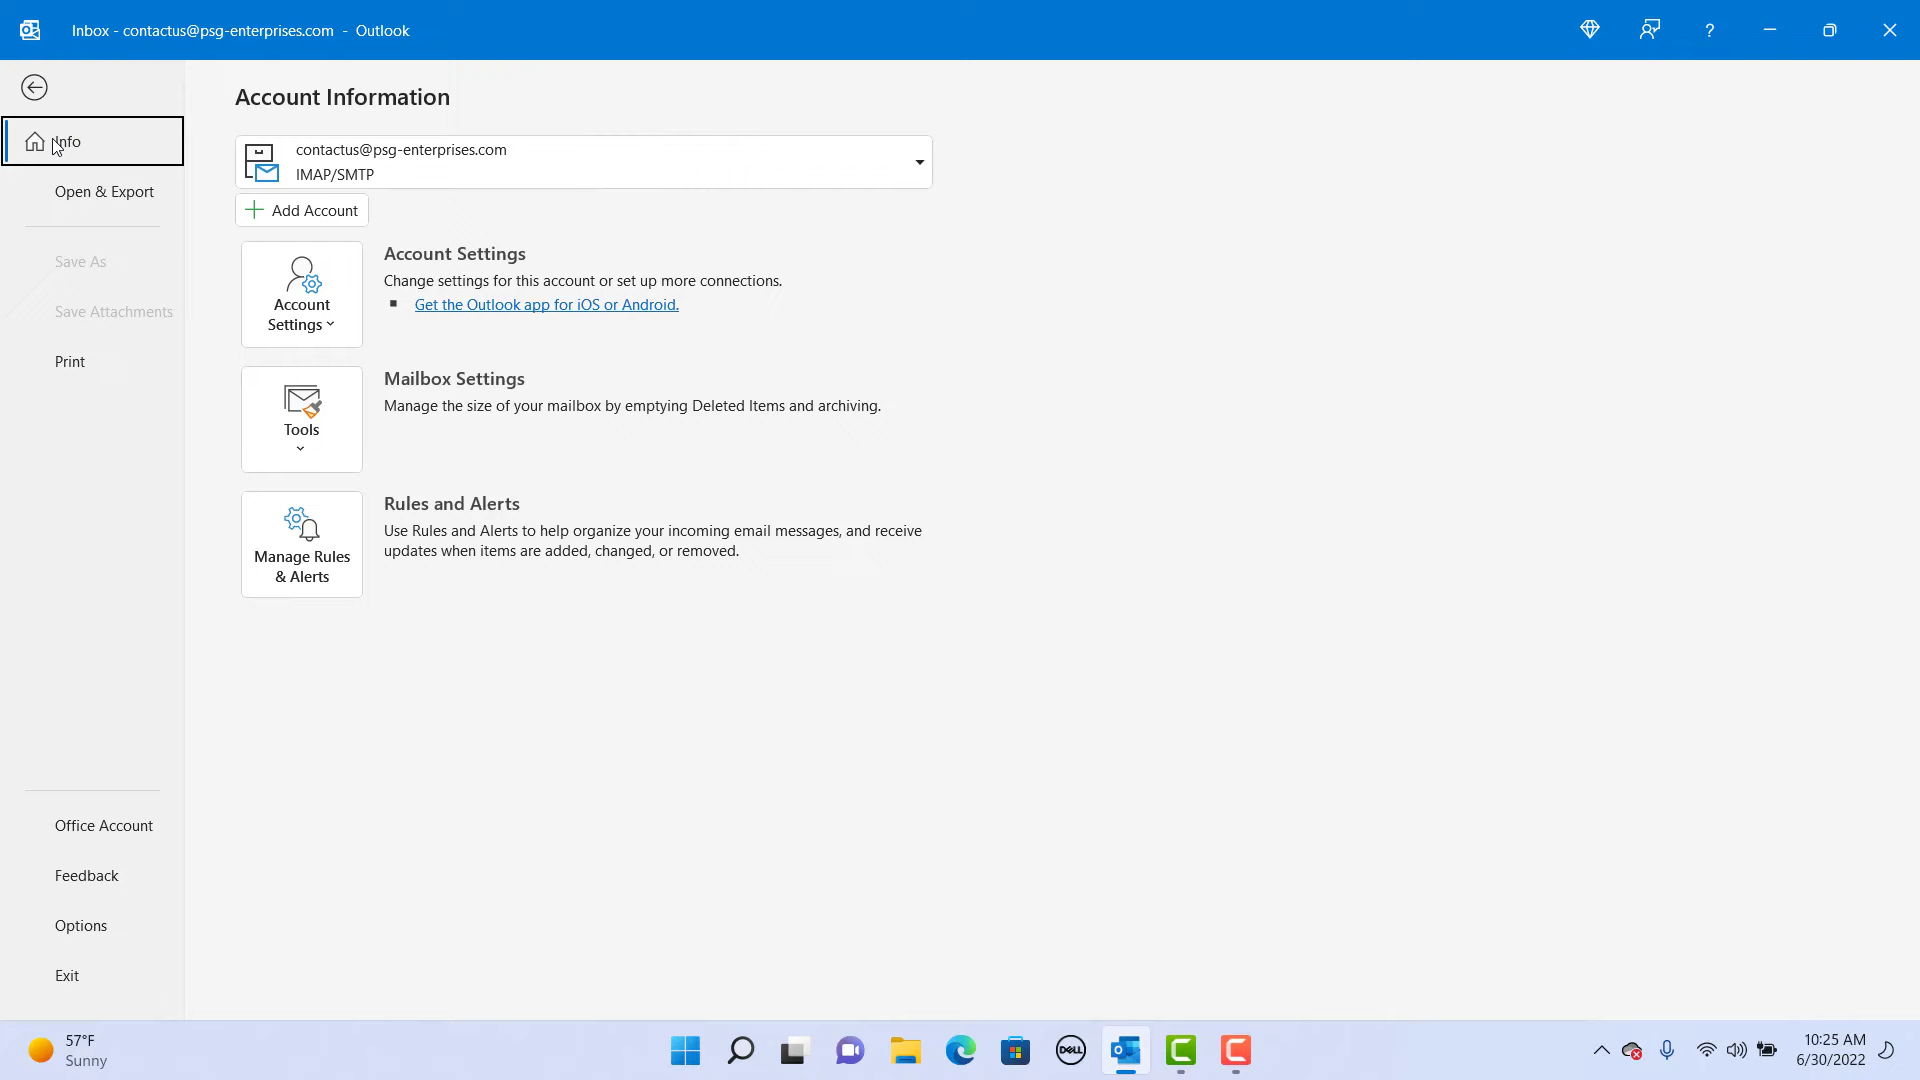 Inbox - contactus@psg-enterprises.com - Outlook
?
Info
Open & Export
Save As
Save Attachments
Print
Office Account
Feedback
Options
Exit
Account Information
contactus@psg-enterprises.com
IMAP/SMTP
Add Account
Account
Settings
Account Settings
Change settings for this account or set up more connections.
Get the Outlook app for iOS or Android.
Tools
Mailbox Settings
Manage the size of your mailbox by emptying Deleted Items and archiving.
Manage Rules
& Alerts
Rules and Alerts
Use Rules and Alerts to help organize your incoming email messages, and receive
updates when items are added, changed, or removed.
57°F
Sunny
DELL
10:25 AM
6/30/2022